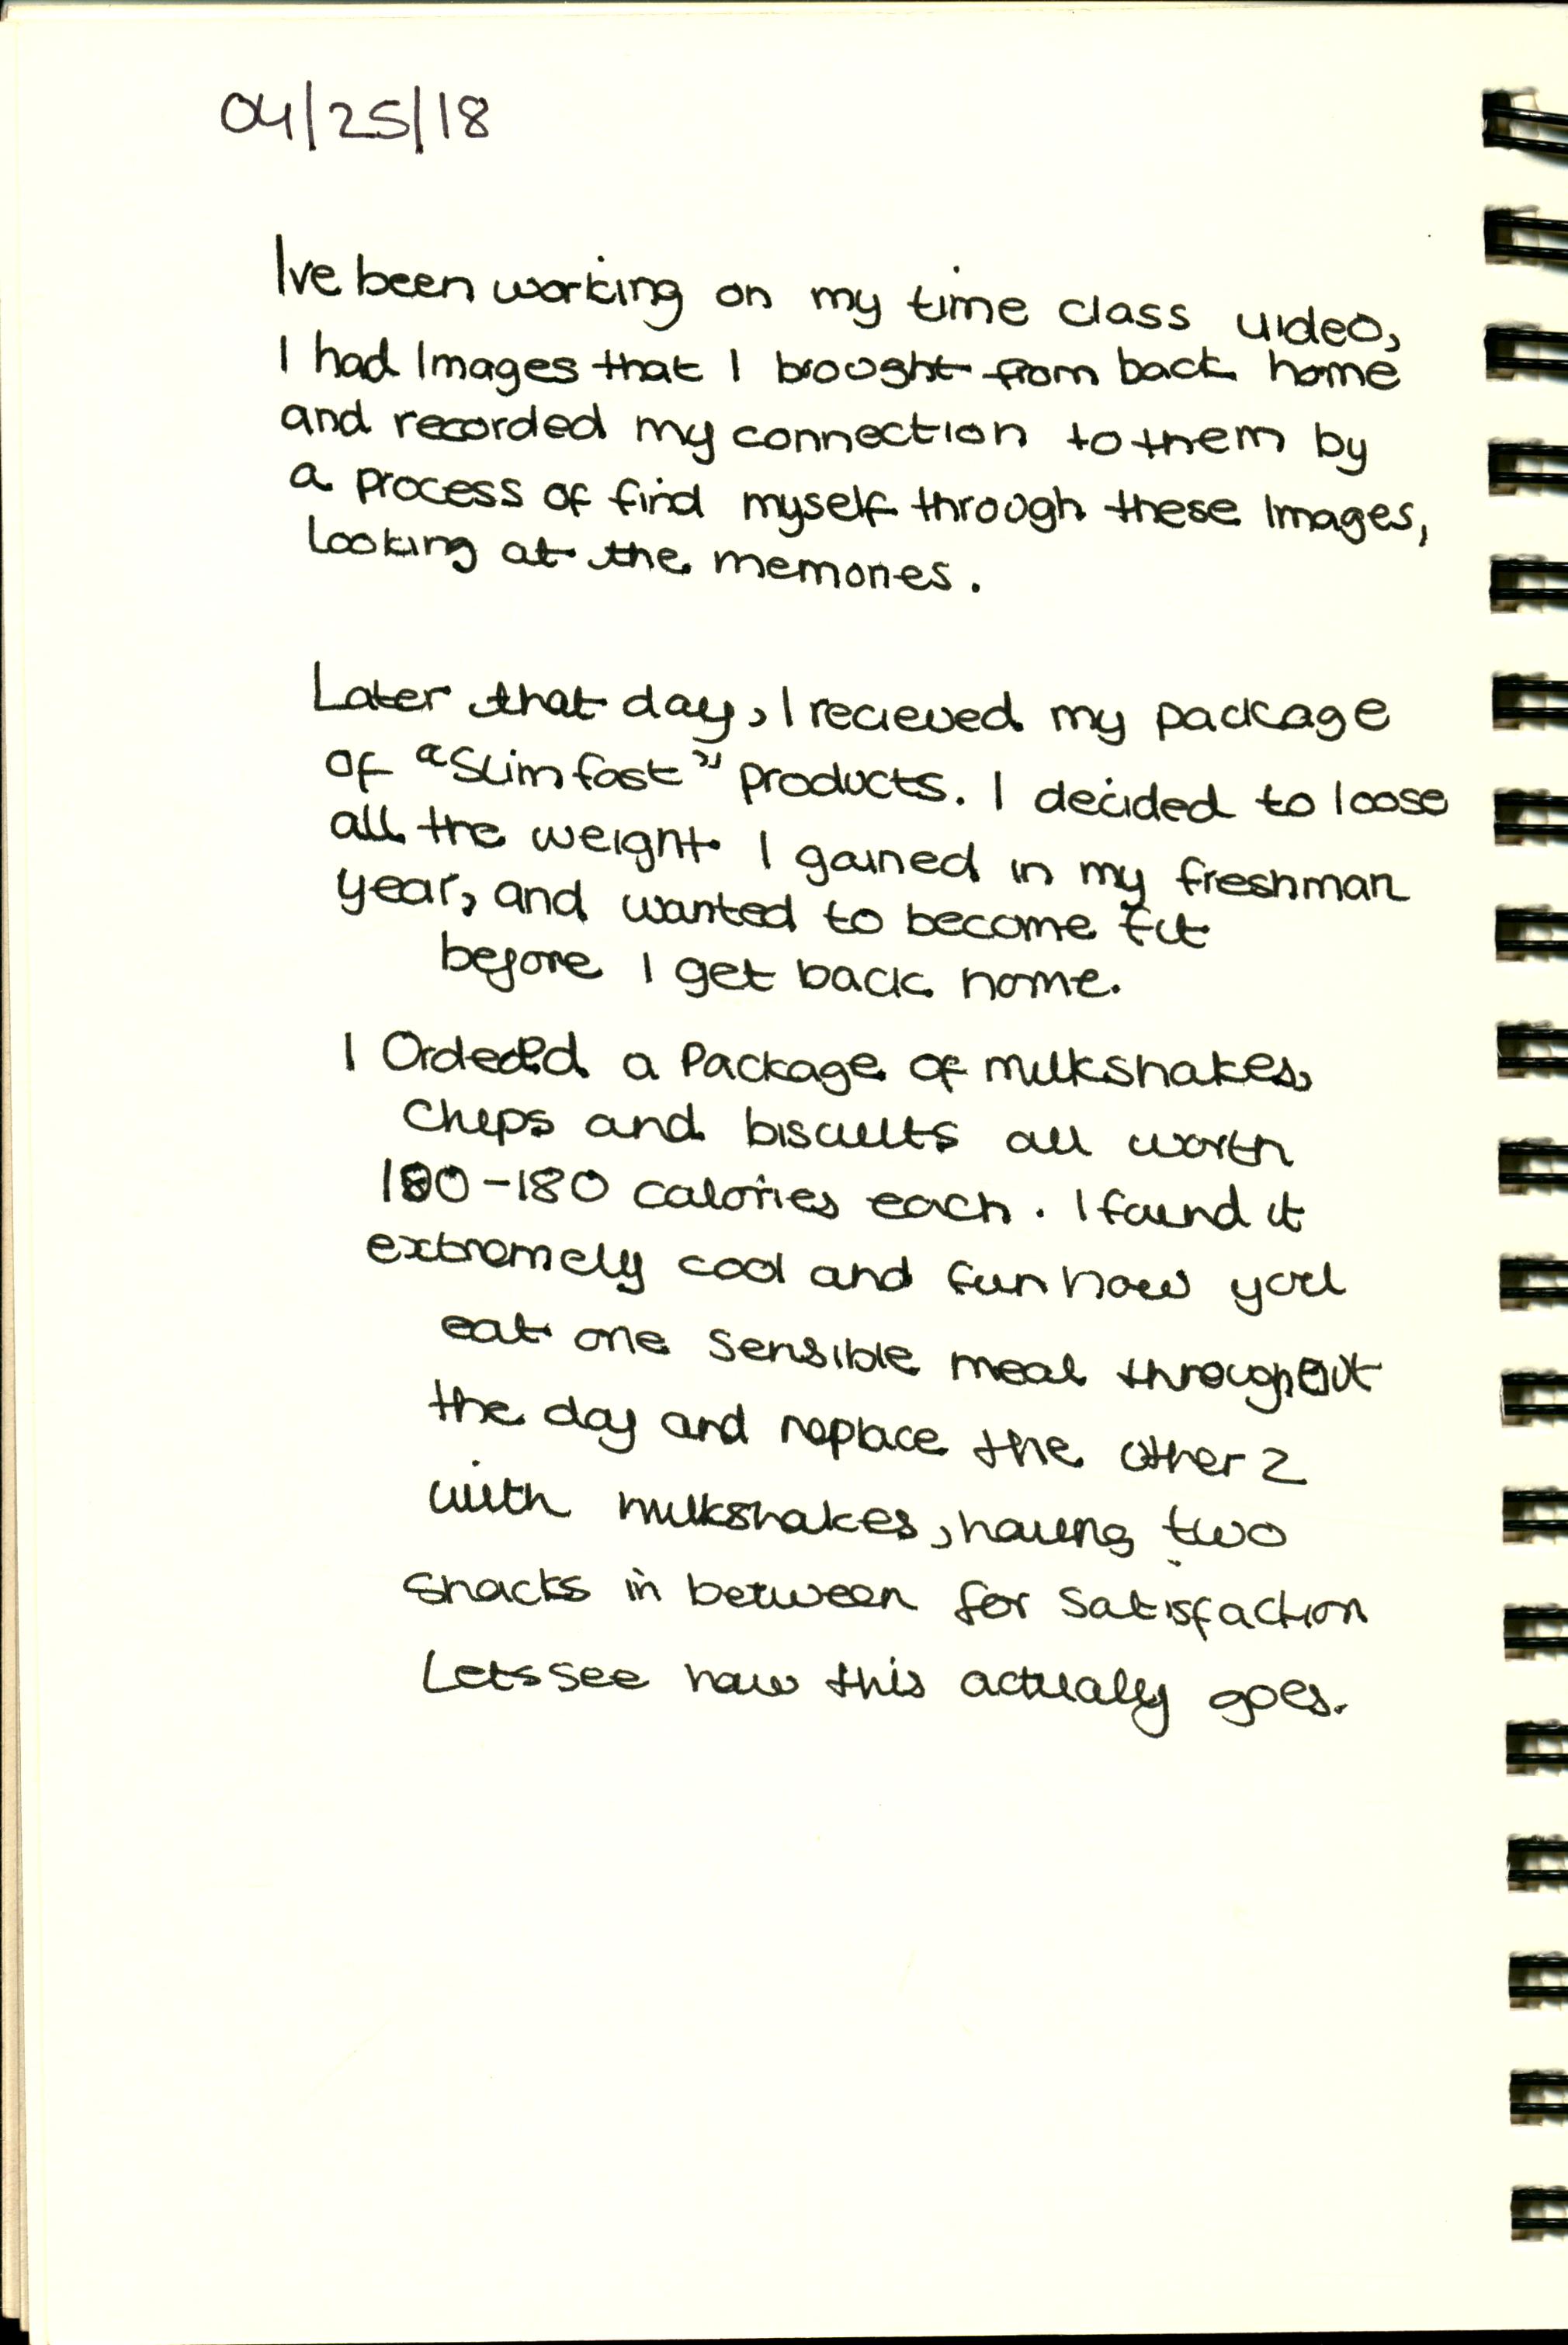 04/25/18
Ive been working on my time class video,
I had Images that I brought from back home
and recorded my connection to them by
a process of find myself through these Images,
Looking at the memories.
Later that day, I recieved my package
of "Slimfast" products. I decided to loose
all the weight I gained in my freshman
year, and wanted to become fit
before I get back home.
I Ordeded a Package of milkshakes,
Chips and biscuits all worth
100-180 calories each. I found it
extremely cool and fun how you
eat one sensible meal throughout
the day and replace the other 2
with milkshakes, having two
snacks in between for satisfaction
Lets see how this actually goes.